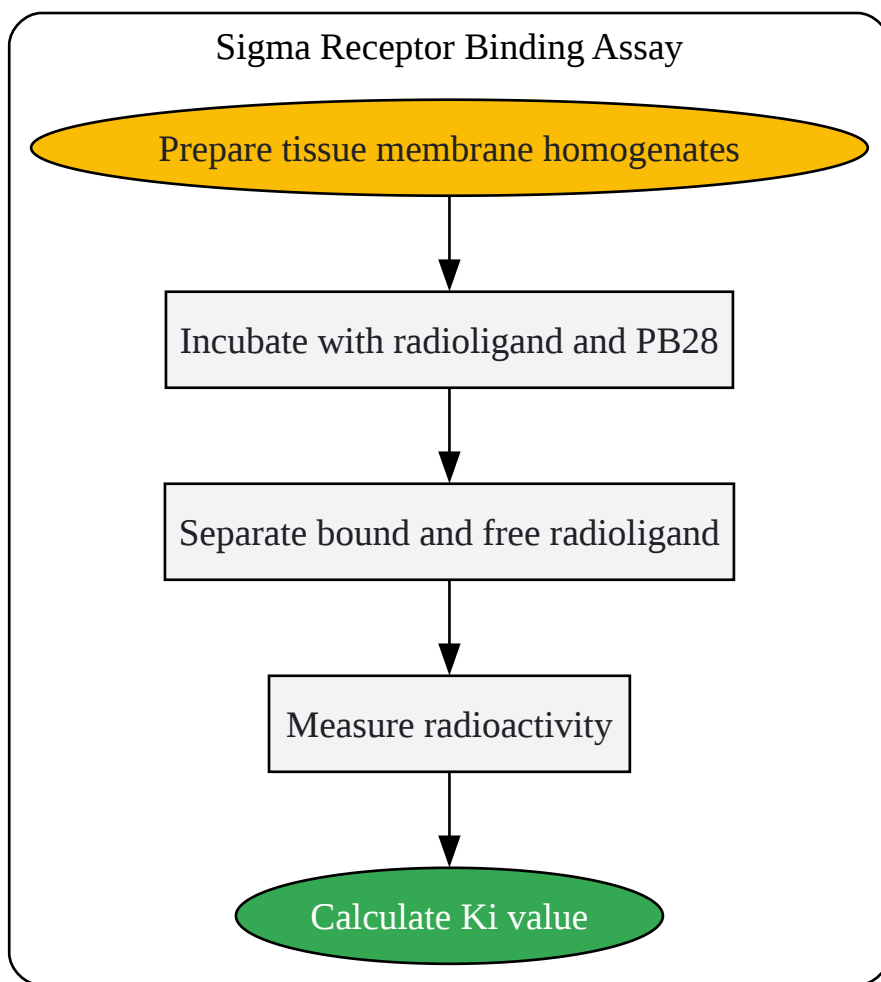 Sigma Receptor Binding Assay
Prepare tissue membrane homogenates
Incubate with radioligand and PB28
Separate bound and free radioligand
Measure radioactivity
Calculate Ki value